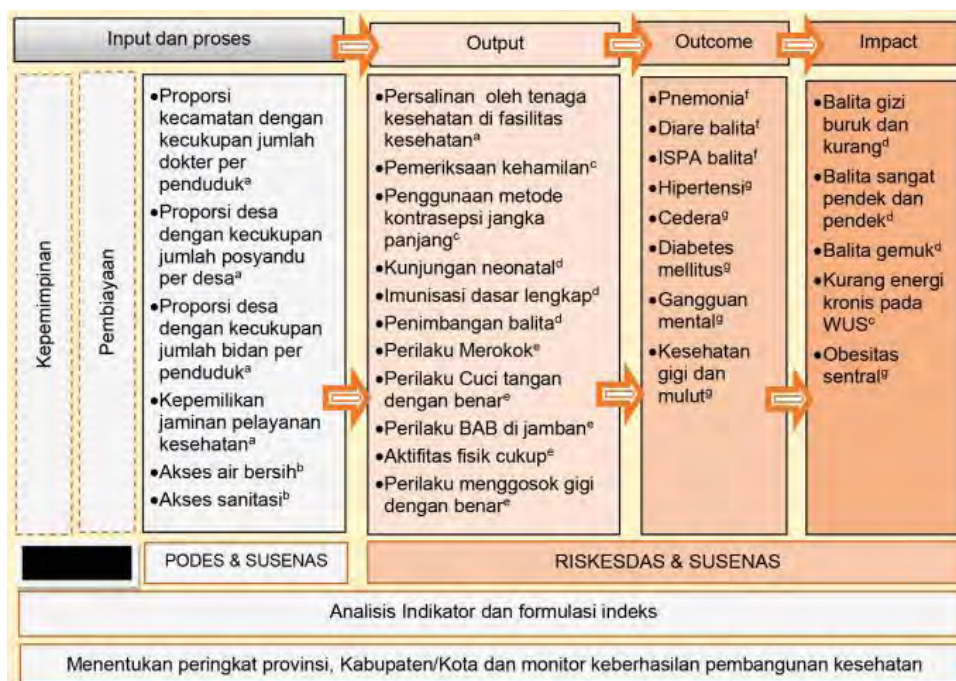 Input dan proses
Output
Outcome
Impact
Kepemimpinan
Pembiayaan
•Proporsi
kecamatan dengan
kecukupan jumlah
dokter per
pendudukᵃ
•Proporsi desa
dengan kecukupan
jumlah posyandu
per desaᵃ
•Proporsi desa
dengan kecukupan
jumlah bidan per
pendudukᵃ
•Kepemilikan
jaminan pelayanan
kesehatanᵃ
•Akses air bersihᵇ
•Akses sanitasiᵇ
•Persalinan oleh tenaga
kesehatan di fasilitas
kesehatanᵃ
•Pemeriksaan kehamilanᶜ
•Penggunaan metode
kontrasepsi jangka
panjangᶜ
•Kunjungan neonatalᵈ
•Imunisasi dasar lengkapᵈ
•Penimbangan balitaᵈ
•Perilaku Merokokᵉ
•Perilaku Cuci tangan
dengan benarᵉ
•Perilaku BAB di jambanᵉ
•Aktifitas fisik cukupᵉ
•Perilaku menggosok gigi
dengan benarᵉ
•Pnemoniaᶠ
•Diare balitaᶠ
•ISPA balitaᶠ
•Hipertensiᵍ
•Cederaᵍ
•Diabetes
mellitusᵍ
•Gangguan
mentalᵍ
•Kesehatan
gigi dan
mulutᵍ
•Balita gizi
buruk dan
kurangᵈ
•Balita sangat
pendek dan
pendekᵈ
•Balita gemukᵈ
•Kurang energi
kronis pada
WUSᶜ
•Obesitas
sentralᵍ
PODES & SUSENAS
RISKESDAS & SUSENAS
Analisis Indikator dan formulasi indeks
Menentukan peringkat provinsi, Kabupaten/Kota dan monitor keberhasilan pembangunan kesehatan